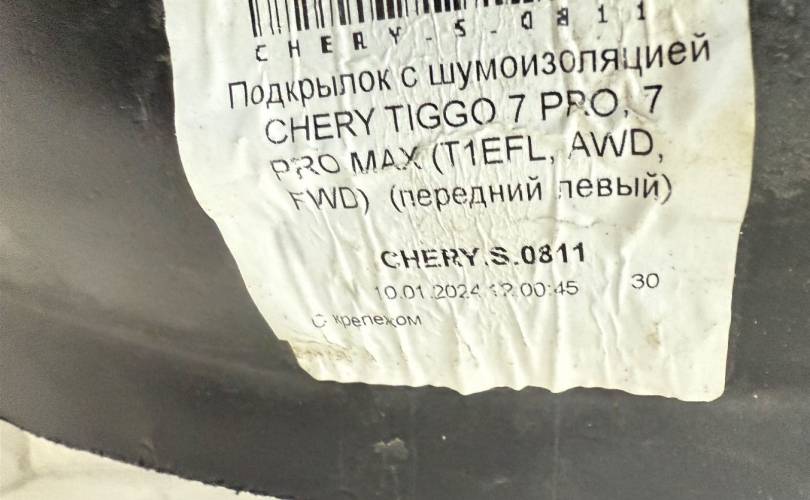 CHERY.S.0811
Подкрылок с шумоизоляцией
CHERY TIGGO 7 PRO, 7
PRO MAX (T1EFL, AWD,
FWD) (передний левый)
CHERY.S.0811
10.01.2024 12:00:45 30
С крепежом